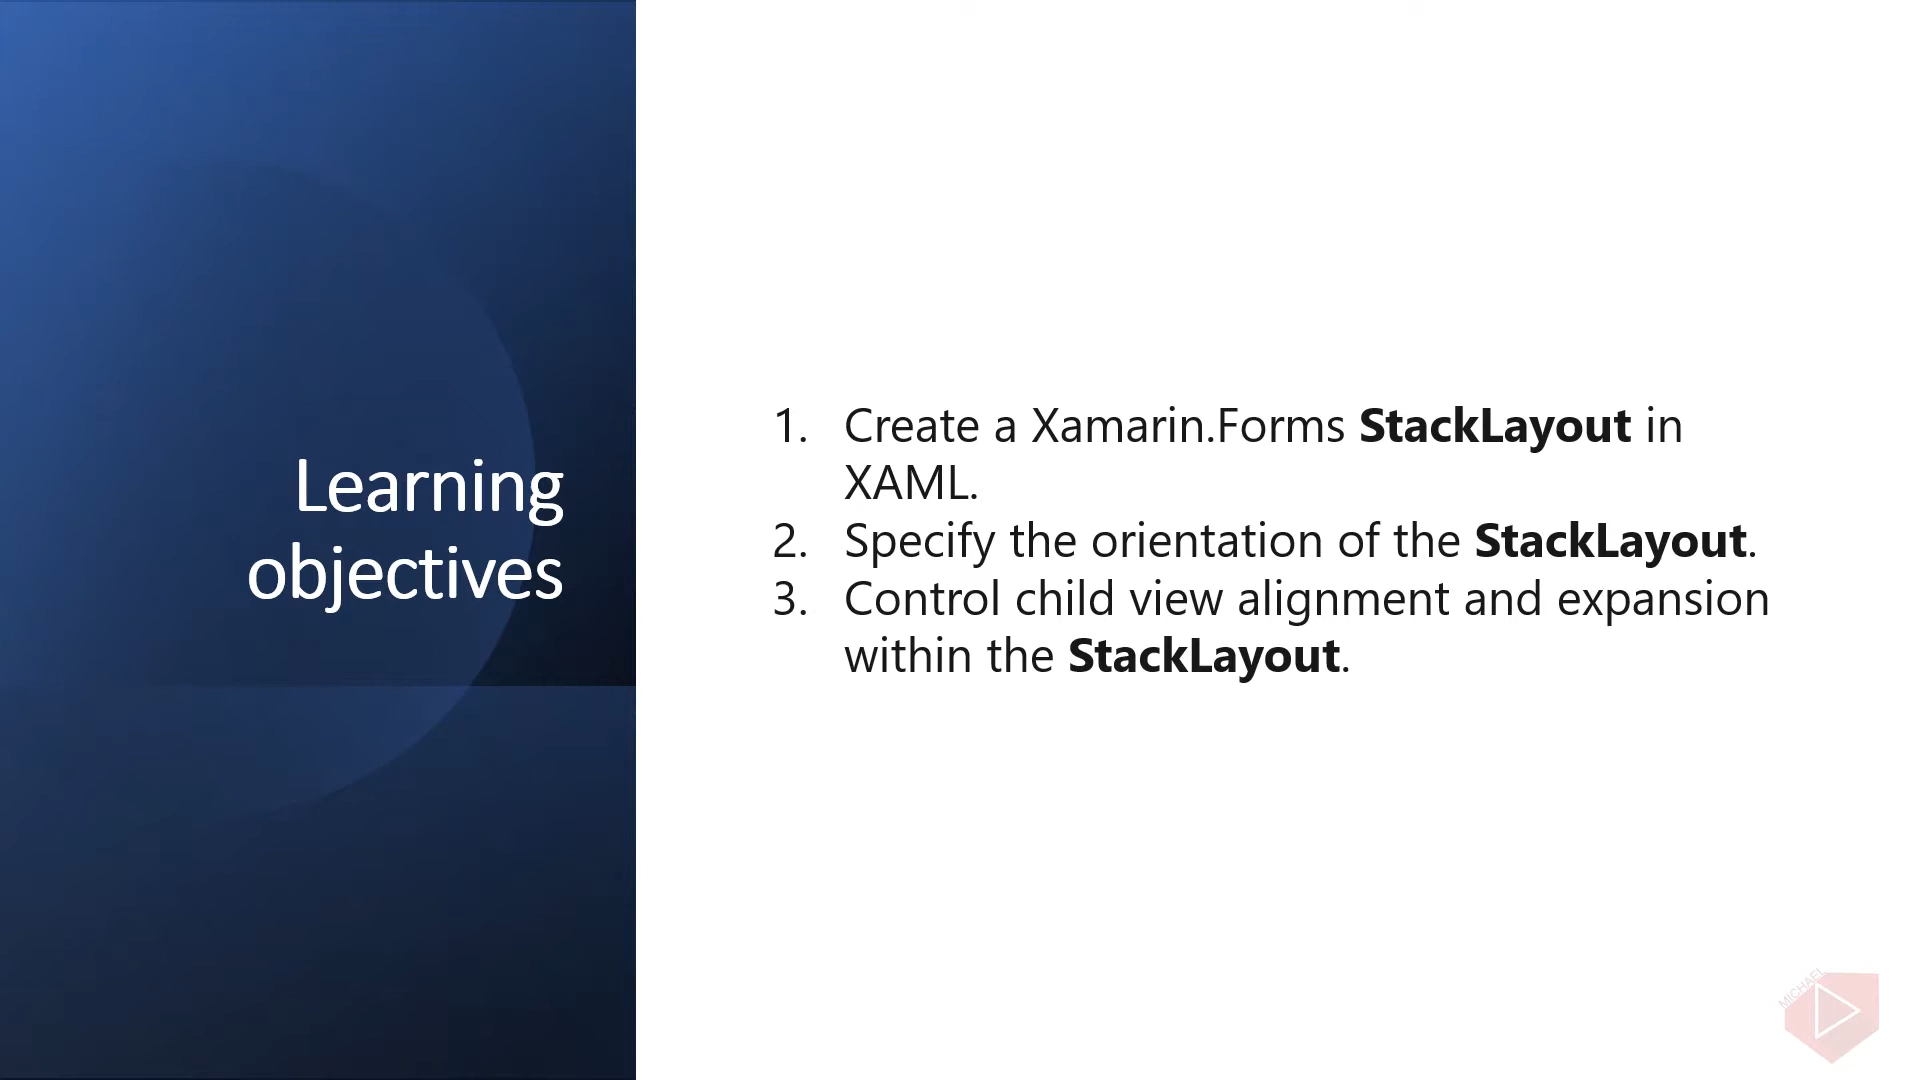 Learning
objectives
1. Create a Xamarin.Forms StackLayout in
XAML.
2. Specify the orientation of the StackLayout.
3. Control child view alignment and expansion
within the StackLayout.
MICHAEL